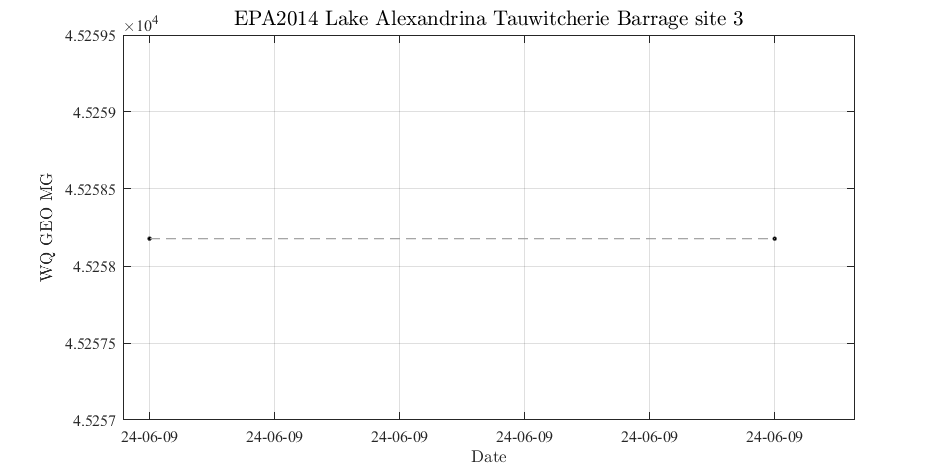 EPA2014 Lake Alexandrina Tauwitcherie Barrage site 3
×10^4
4.52595
4.5259
4.52585
4.5258
4.52575
4.5257
WQ GEO MG
24-06-09 24-06-09 24-06-09 24-06-09 24-06-09 24-06-09
Date